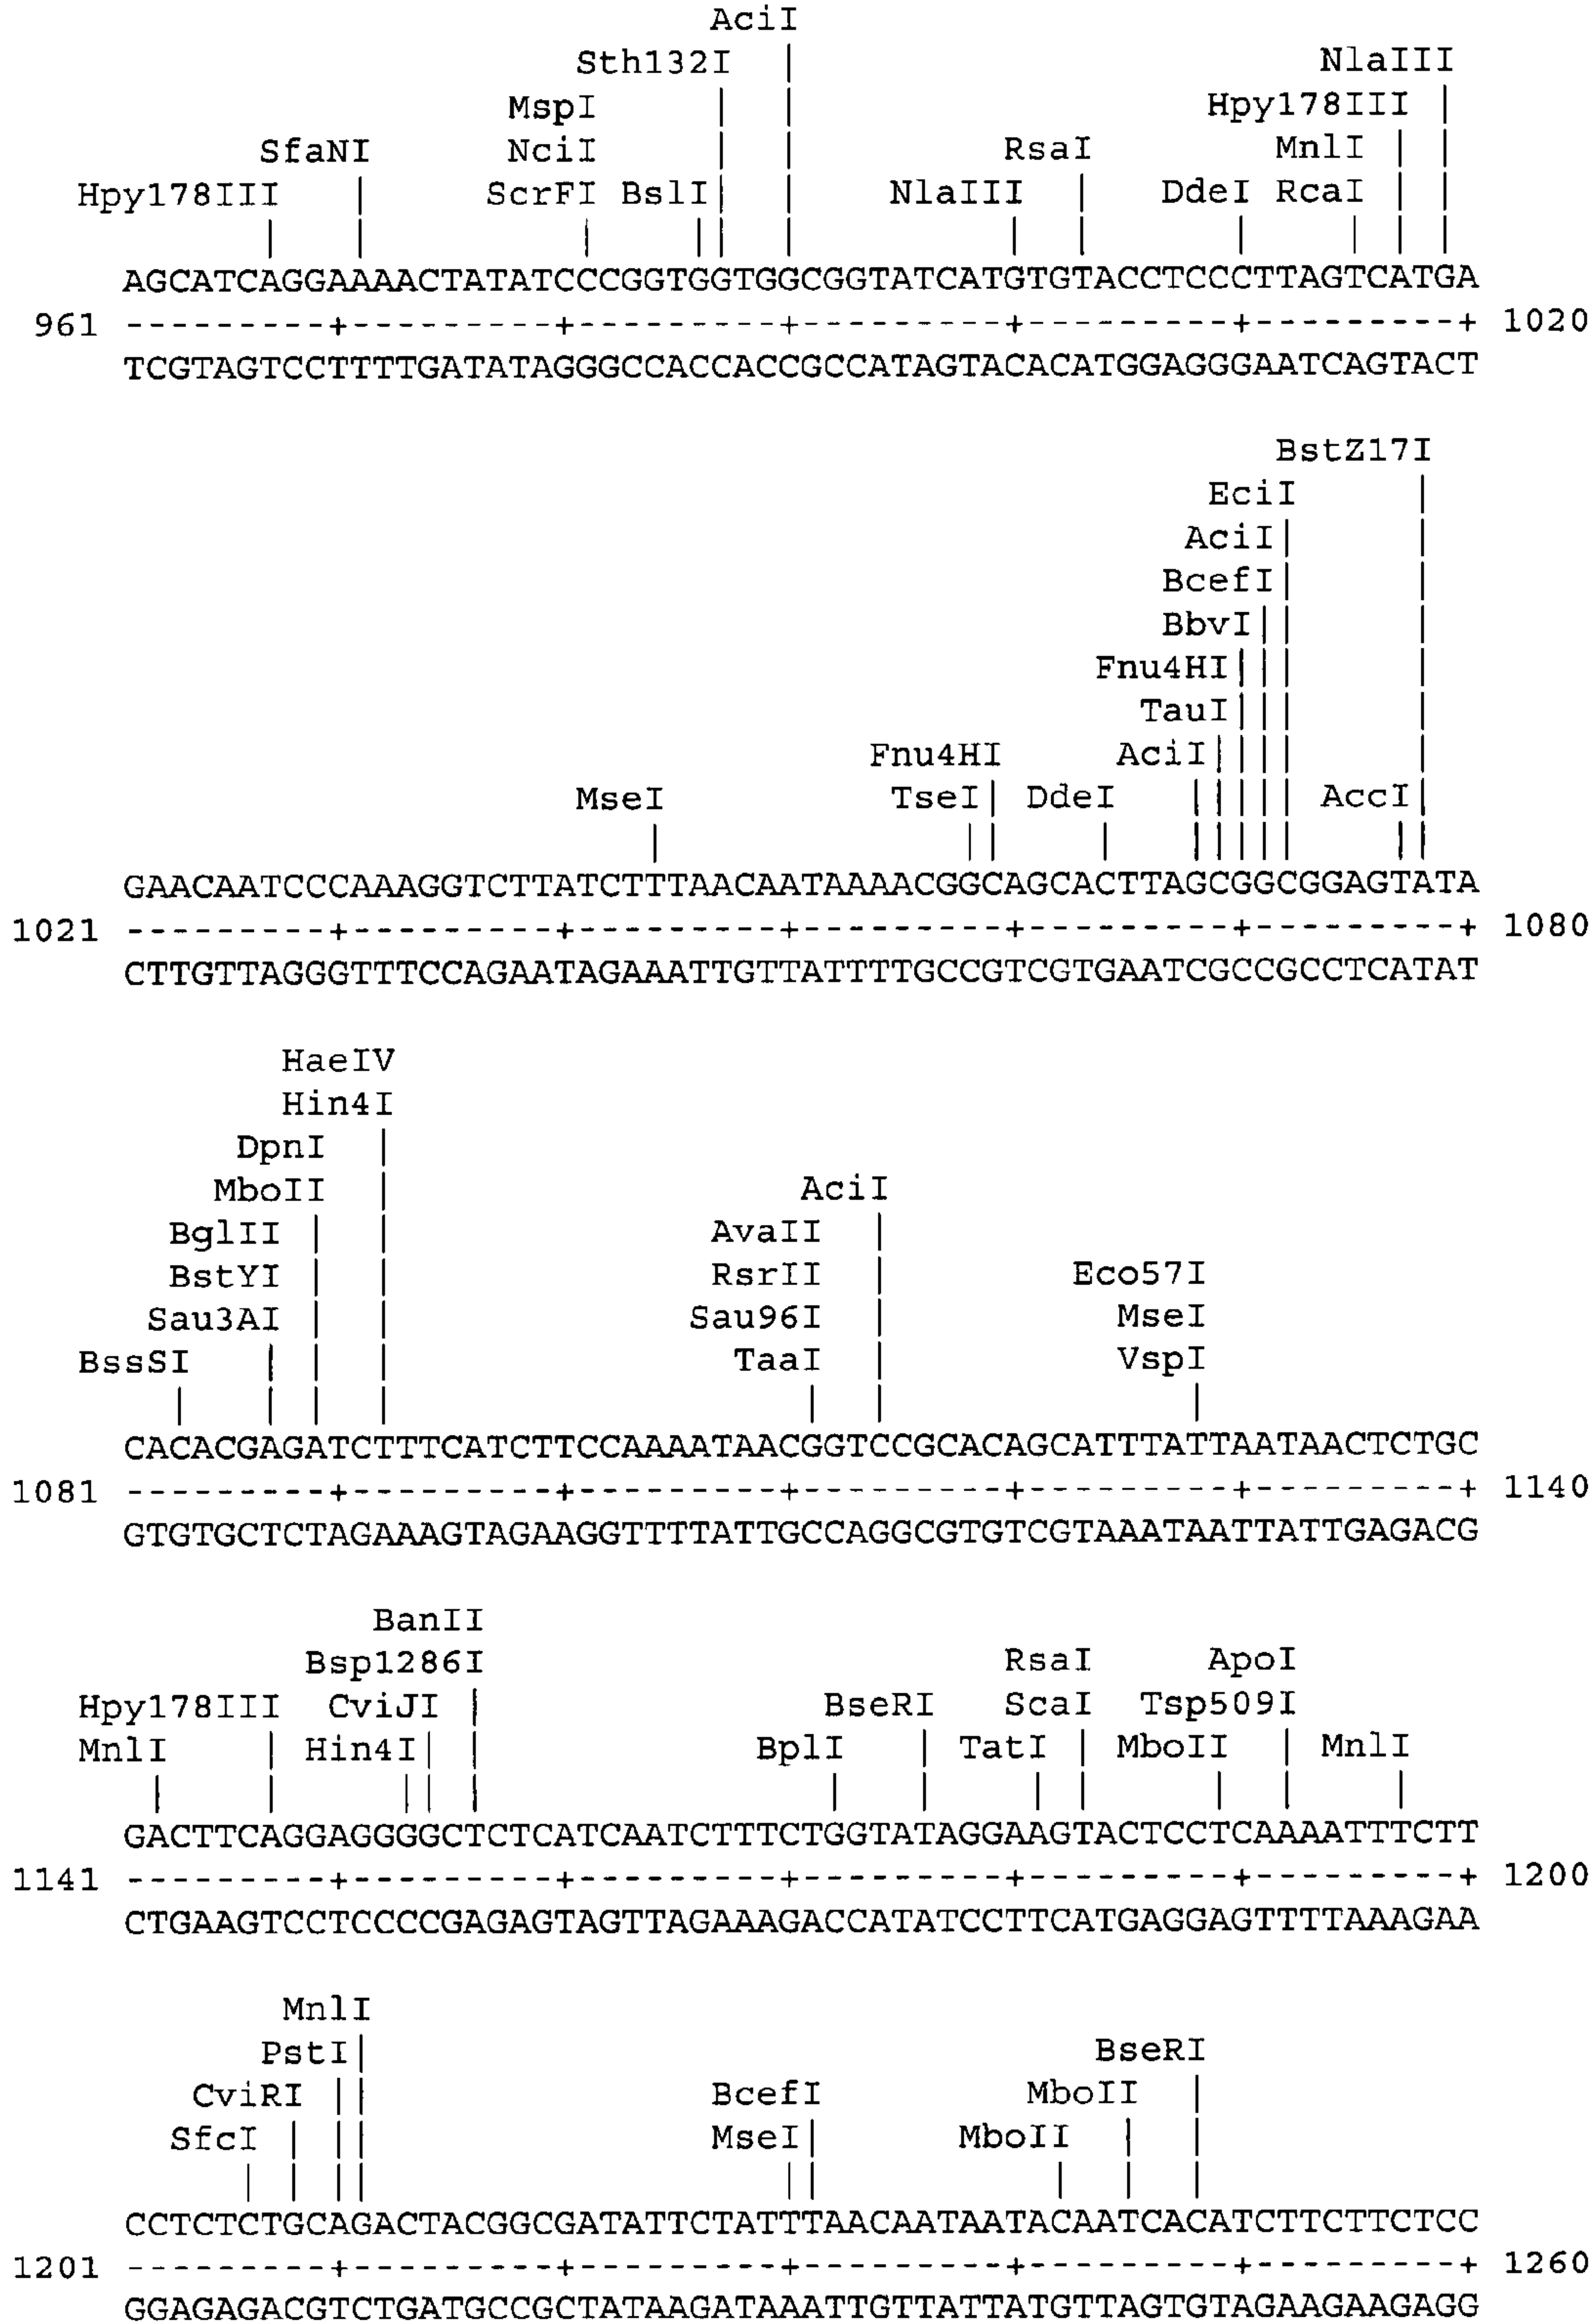 AciI
Sth132I NlaIII
MspI Hpy178III
SfaNI NciI RsaI MnlI
Hpy178III ScrFI BslI NlaIII DdeI RcaI
AGCATCAGGAAAACTATATCCCGGTGGTGGCGGTATCATGTGTACCTCCCTTAGTCATGA
961 ---------+---------+---------+---------+---------+---------+ 1020
TCGTAGTCCTTTTGATATAGGGCCACCACCGCCATAGTACACATGGAGGGAATCAGTACT
BstZ17I
EciI
AciI
BcefI
BbvI
Fnu4HI
TauI
Fnu4HI AciI
MseI TseI DdeI AccI
GAACAATCCCAAAGGTCTTATCTTTAACAATAAAACGGCAGCACTTAGCGGCGGAGTATA
1021 ---------+---------+---------+---------+---------+---------+ 1080
CTTGTTAGGGTTTCCAGAATAGAAATTGTTATTTTGCCGTCGTGAATCGCCGCCTCATAT
HaeIV
Hin4I
DpnI
MboII AciI
BglII AvaII
BstYI RsrII Eco57I
Sau3AI Sau96I MseI
BssSI TaaI VspI
CACACGAGATCTTTCATCTTCCAAAATAACGGTCCGCACAGCATTTATTAATAACTCTGC
1081 ---------+---------+---------+---------+---------+---------+ 1140
GTGTGCTCTAGAAAGTAGAAGGTTTTATTGCCAGGCGTGTCGTAAATAATTATTGAGACG
BanII
Bsp1286I RsaI ApoI
Hpy178III CviJI BseRI ScaI Tsp509I
MnlI Hin4I BplI TatI MboII MnlI
GACTTCAGGAGGGGCTCTCATCAATCTTTCTGGTATAGGAAGTACTCCTCAAAATTTCTT
1141 ---------+---------+---------+---------+---------+---------+ 1200
CTGAAGTCCTCCCCGAGAGTAGTTAGAAAGACCATATCCTTCATGAGGAGTTTTAAAGAA
MnlI
PstI BseRI
CviRI BcefI MboII
SfcI MseI MboII
CCTCTCTGCAGACTACGGCGATATTCTATTTAACAATAATACAATCACATCTTCTTCTCC
1201 ---------+---------+---------+---------+---------+---------+ 1260
GGAGAGACGTCTGATGCCGCTATAAGATAAATTGTTATTATGTTAGTGTAGAAGAAGAGG